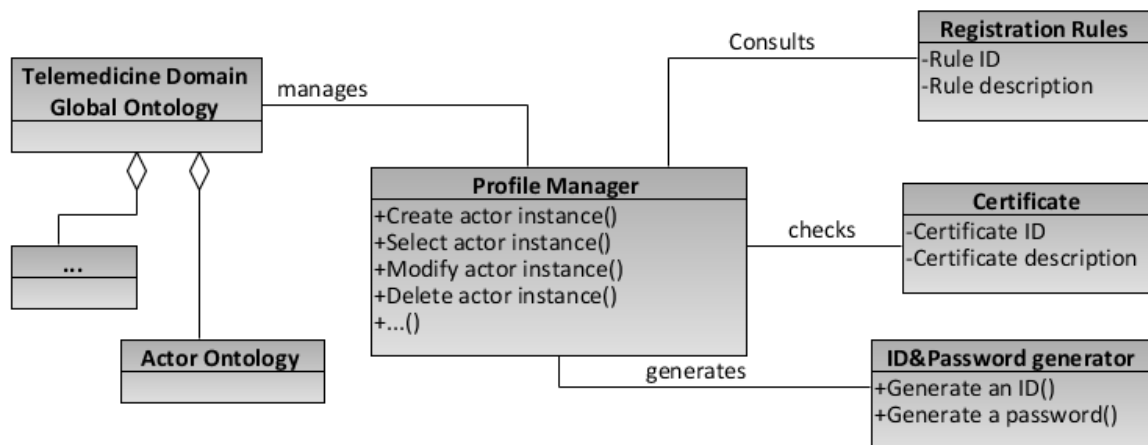 Telemedicine Domain
Global Ontology
manages
...
Actor Ontology
Profile Manager
+Create actor instance()
+Select actor instance()
+Modify actor instance()
+Delete actor instance()
+...()
Consults
Registration Rules
-Rule ID
-Rule description
checks
Certificate
-Certificate ID
-Certificate description
generates
ID&Password generator
+Generate an ID()
+Generate a password()